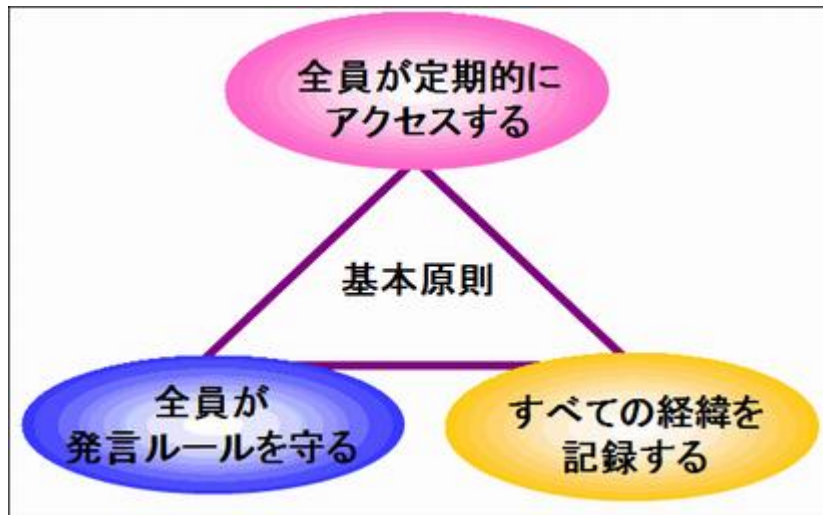 全員が定期的に
アクセスする
基本原則
全員が
発言ルールを守る
すべての経緯を
記録する